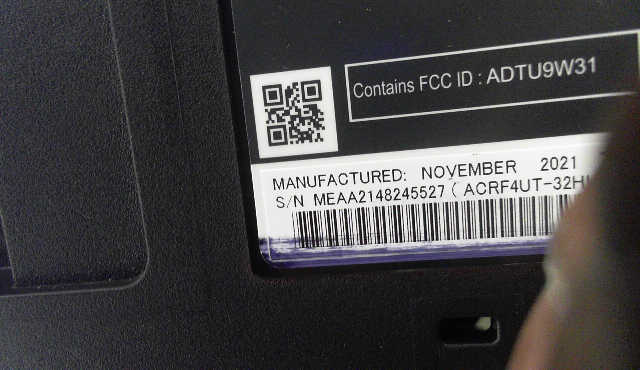 Contains FCC ID : ADTU9W31
MANUFACTURED: NOVEMBER 2021
S/N MEAA2148245527 ( ACRF4UT-32H